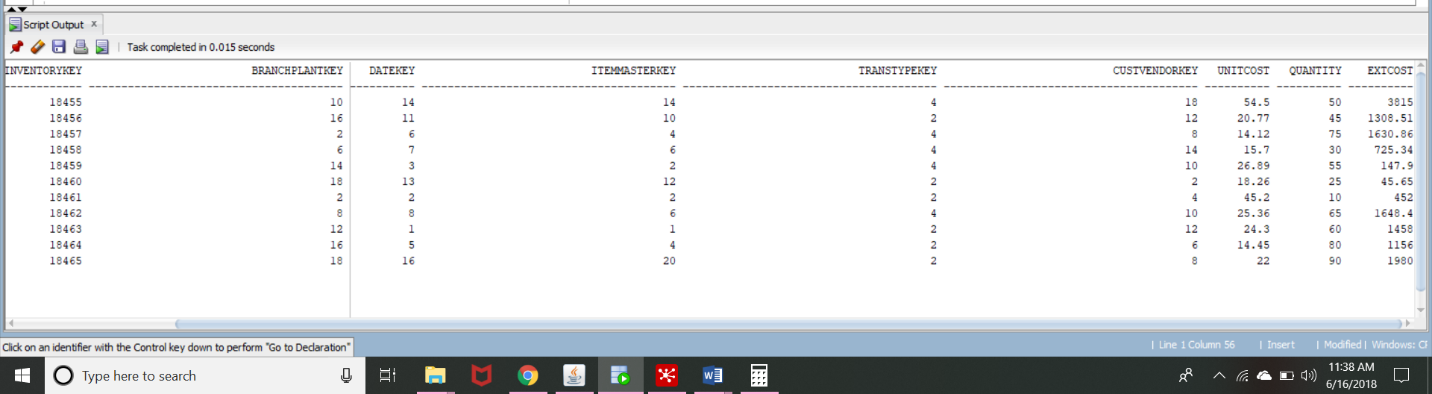 Script Output x
Task completed in 0.015 seconds
INVENTORYKEY BRANCHPLANTKEY DATEKEY ITEMMASTERKEY TRANSTYPEKEY CUSTVENDORKEY UNITCOST QUANTITY EXTCOST
18455 10 14 14 4 18 54.5 50 3815
18456 16 11 10 2 12 20.77 45 1308.51
18457 2 6 4 4 8 14.12 75 1630.86
18458 6 7 6 4 14 15.7 30 725.34
18459 14 3 2 4 10 26.89 55 147.9
18460 18 13 12 2 2 18.26 25 45.65
18461 2 2 2 2 4 45.2 10 452
18462 8 8 6 4 10 25.36 65 1648.4
18463 12 1 1 2 12 24.3 60 1458
18464 16 5 4 2 6 14.45 80 1156
18465 18 16 20 2 8 22 90 1980
Click on an identifier with the Control key down to perform "Go to Declaration"
| Line 1 Column 56 | Insert | Modified | Windows: CF
Type here to search
11:38 AM
6/16/2018